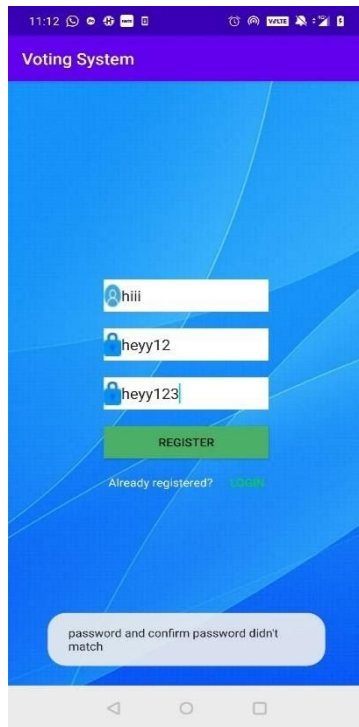 11:12
Voting System
hiii
heyy12
heyy123
REGISTER
Already registered? LOGIN
password and confirm password didn't
match